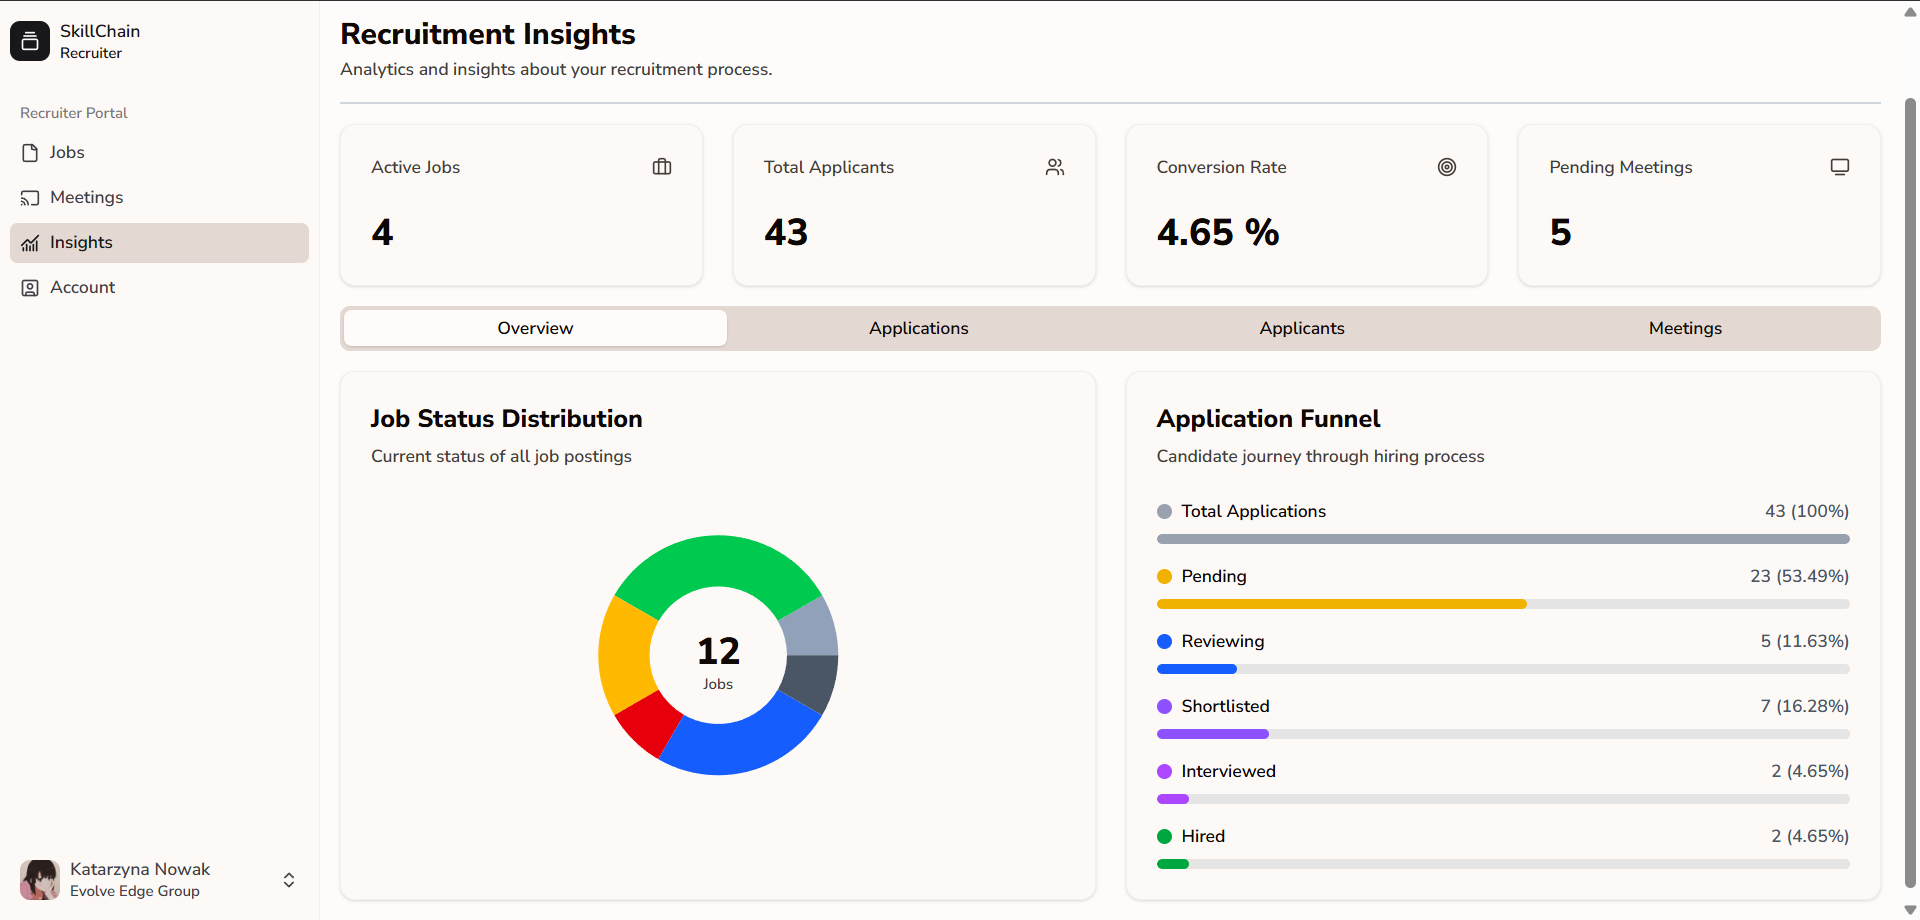 SkillChain
Recruiter
Recruiter Portal
Jobs
Meetings
Insights
Account
Katarzyna Nowak
Evolve Edge Group
Recruitment Insights
Analytics and insights about your recruitment process.
Active Jobs
4
Total Applicants
43
Conversion Rate
4.65 %
Pending Meetings
5
Overview
Applications
Applicants
Meetings
Job Status Distribution
Current status of all job postings
12
Jobs
Application Funnel
Candidate journey through hiring process
Total Applications 43 (100%)
Pending 23 (53.49%)
Reviewing 5 (11.63%)
Shortlisted 7 (16.28%)
Interviewed 2 (4.65%)
Hired 2 (4.65%)